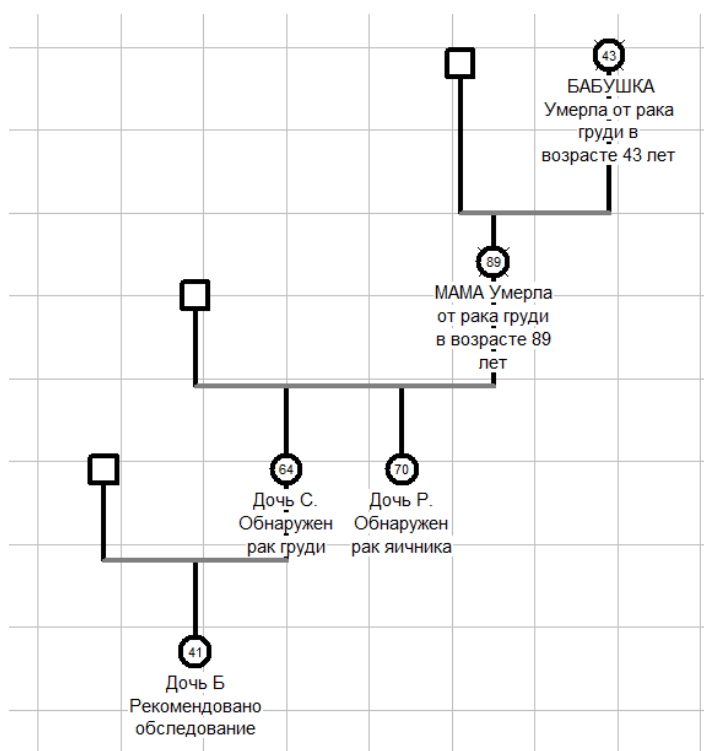 43
БАБУШКА
Умерла от рака
груди в
возрасте 43 лет
89
МАМА Умерла
от рака груди
в возрасте 89
лет
64
Дочь С.
Обнаружен
рак груди
70
Дочь Р.
Обнаружен
рак яичника
41
Дочь Б
Рекомендовано
обследование